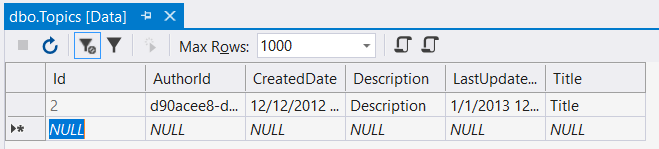 dbo.Topics [Data]
Max Rows: 1000
Id AuthorId CreatedDate Description LastUpdate... Title
2 d90acee8-d... 12/12/2012 ... Description 1/1/2013 12... Title
NULL NULL NULL NULL NULL NULL